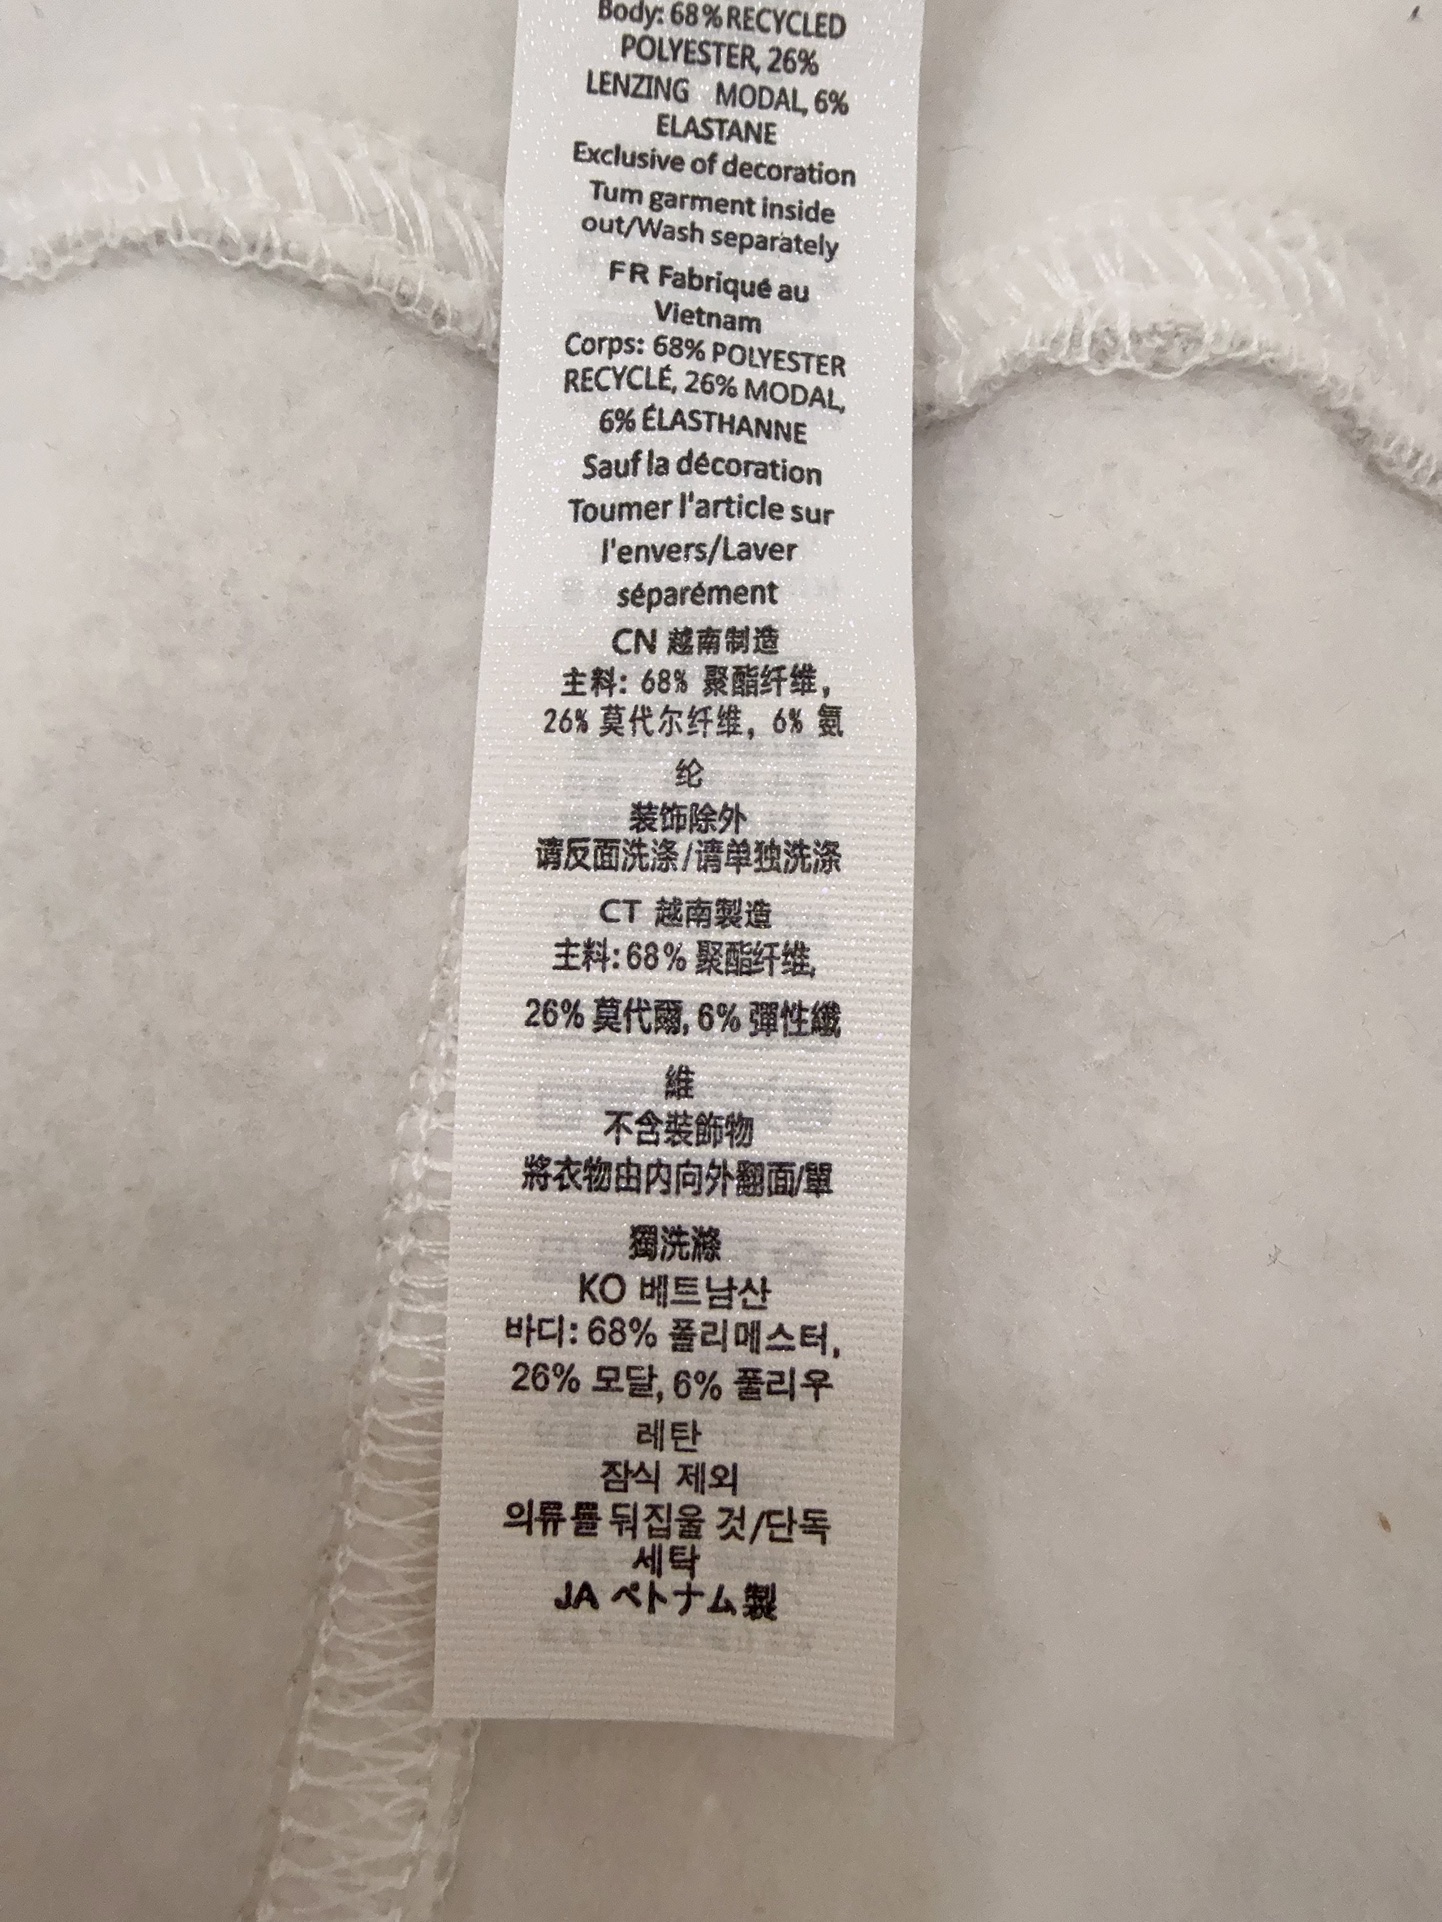 Body: 68% RECYCLED
POLYESTER, 26%
LENZING MODAL, 6%
ELASTANE
Exclusive of decoration
Tum garment inside
out/Wash separately
FR Fabriqué au
Vietnam
Corps: 68% POLYESTER
RECYCLÉ, 26% MODAL,
6% ÉLASTHANNE
Sauf la décoration
Toumer l'article sur
l'envers/Laver
séparément
CN 越南制造
主料: 68% 聚酯纤维,
26% 莫代尔纤维, 6% 氨
纶
装饰除外
请反面洗涤/请单独洗涤
CT 越南製造
主料: 68% 聚酯纤维,
26% 莫代爾, 6% 彈性纖
維
不含裝飾物
將衣物由内向外翻面/單
獨洗滌
KO 베트남산
바디: 68% 폴리메스터,
26% 모달, 6% 폴리우
레탄
잠식 제외
의류를 뒤집울 것/단독
세탁
JA ベトナム製